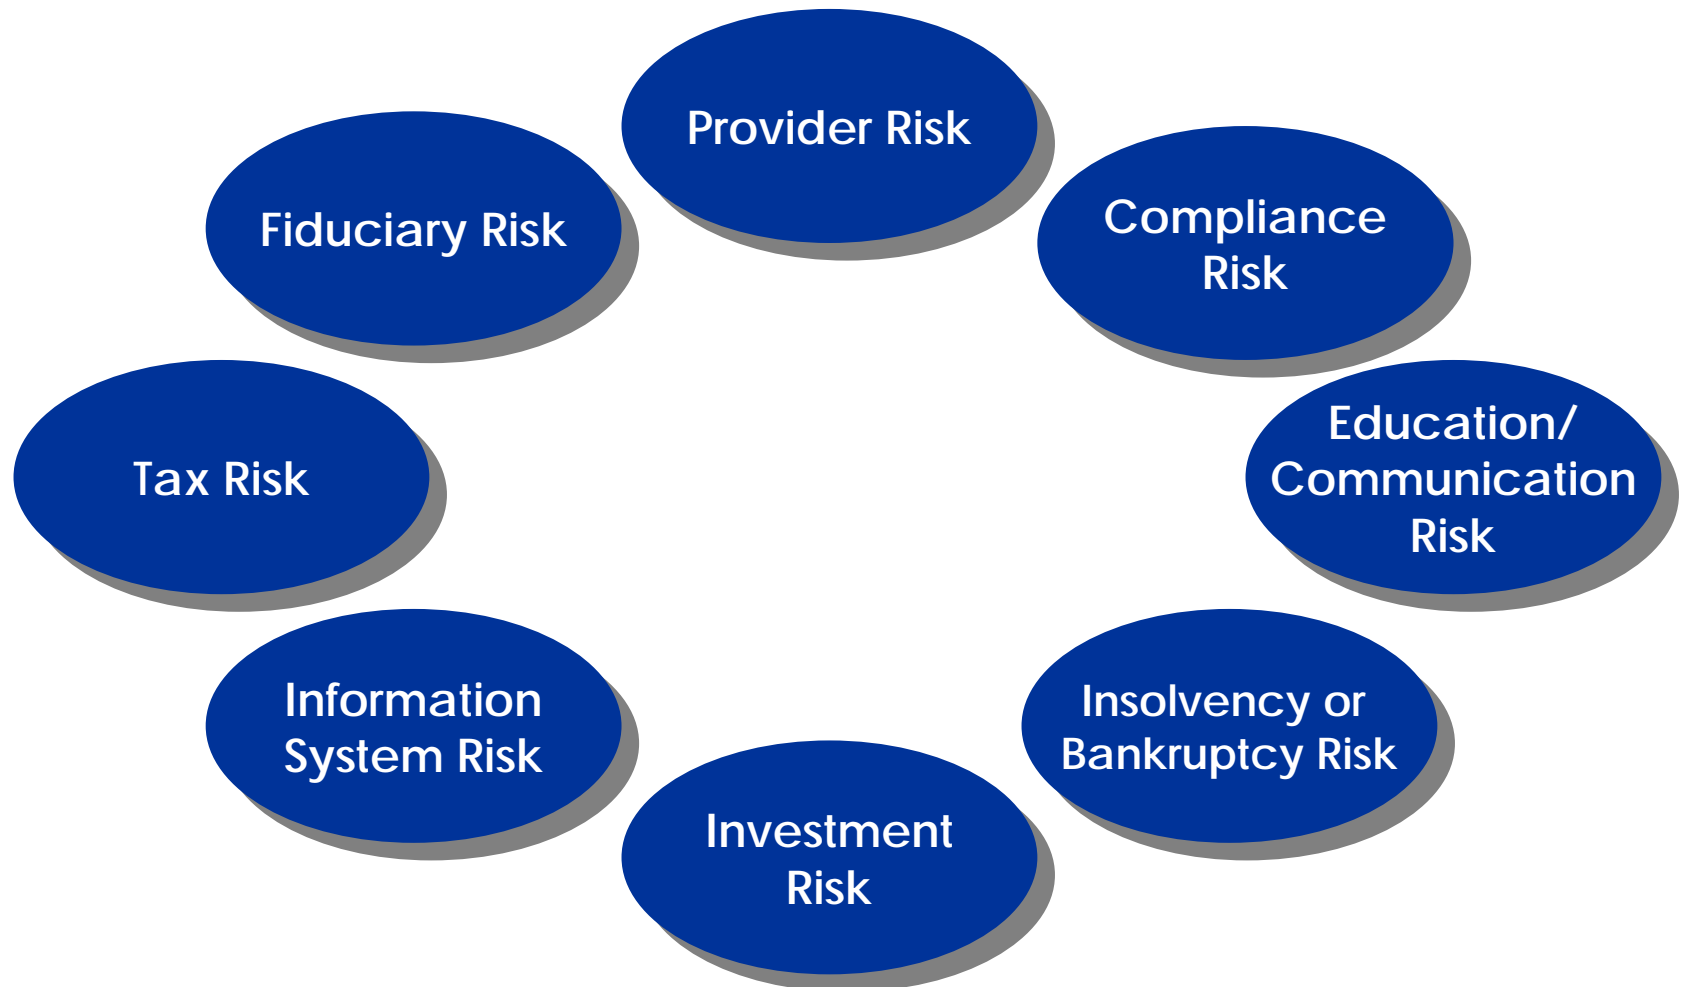 Provider Risk
Fiduciary Risk
Compliance
Risk
Education/
Communication
Risk
Tax Risk
Information
System Risk
Insolvency or
Bankruptcy Risk
Investment
Risk